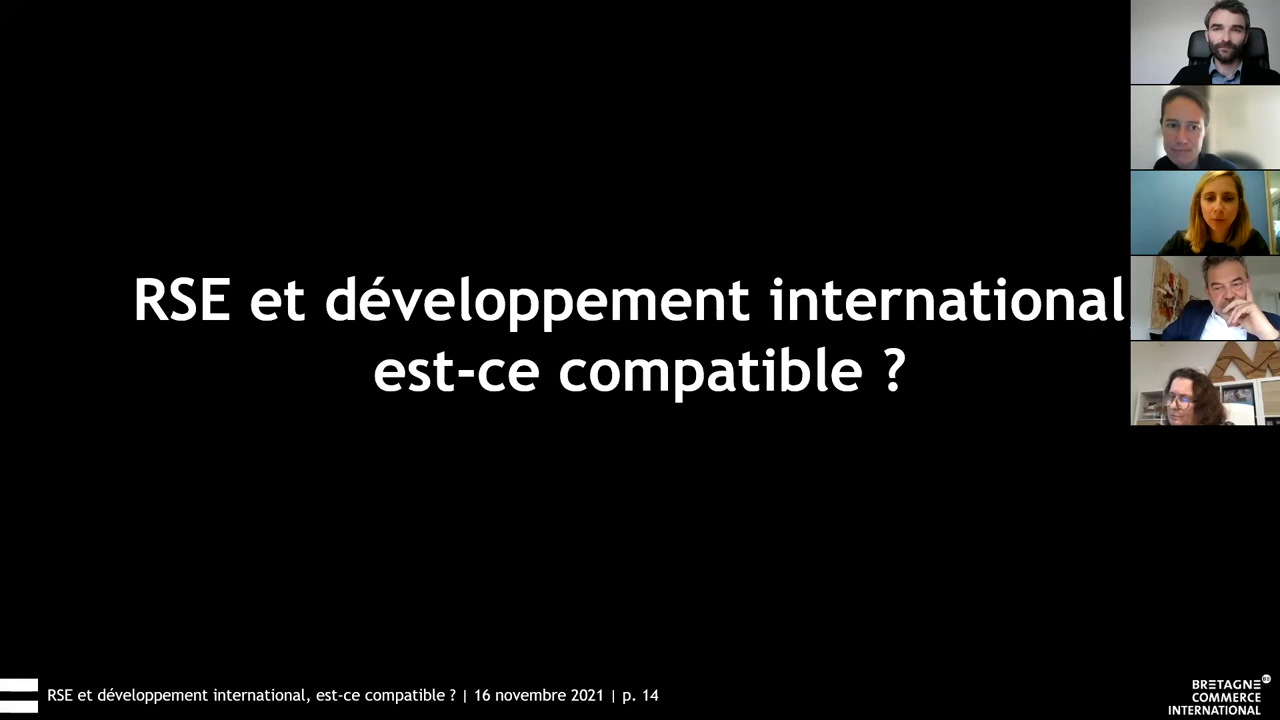 RSE et développement international
est-ce compatible ?
RSE et développement international, est-ce compatible ? | 16 novembre 2021 | p. 14
BRETAGNE
COMMERCE
INTERNATIONAL